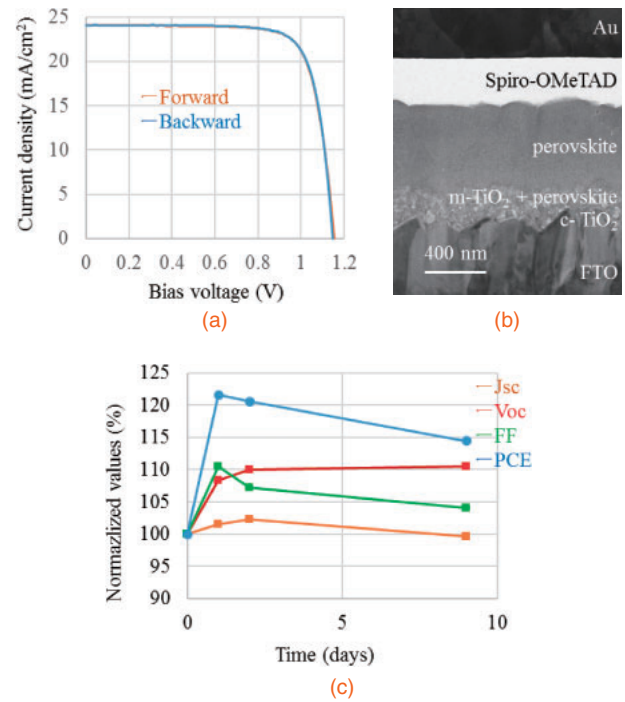 Current density (mA/cm²)
30
25
20
15
10
5
0
Forward
Backward
0 0.2 0.4 0.6 0.8 1 1.2
Bias voltage (V)
(a)
Au
Spiro-OMeTAD
perovskite
m-TiO₂ + perovskite
c- TiO₂
400 nm
FTO
(b)
Normazlized values (%)
125
120
115
110
105
100
95
90
Jsc
Voc
FF
PCE
0 5 10
Time (days)
(c)